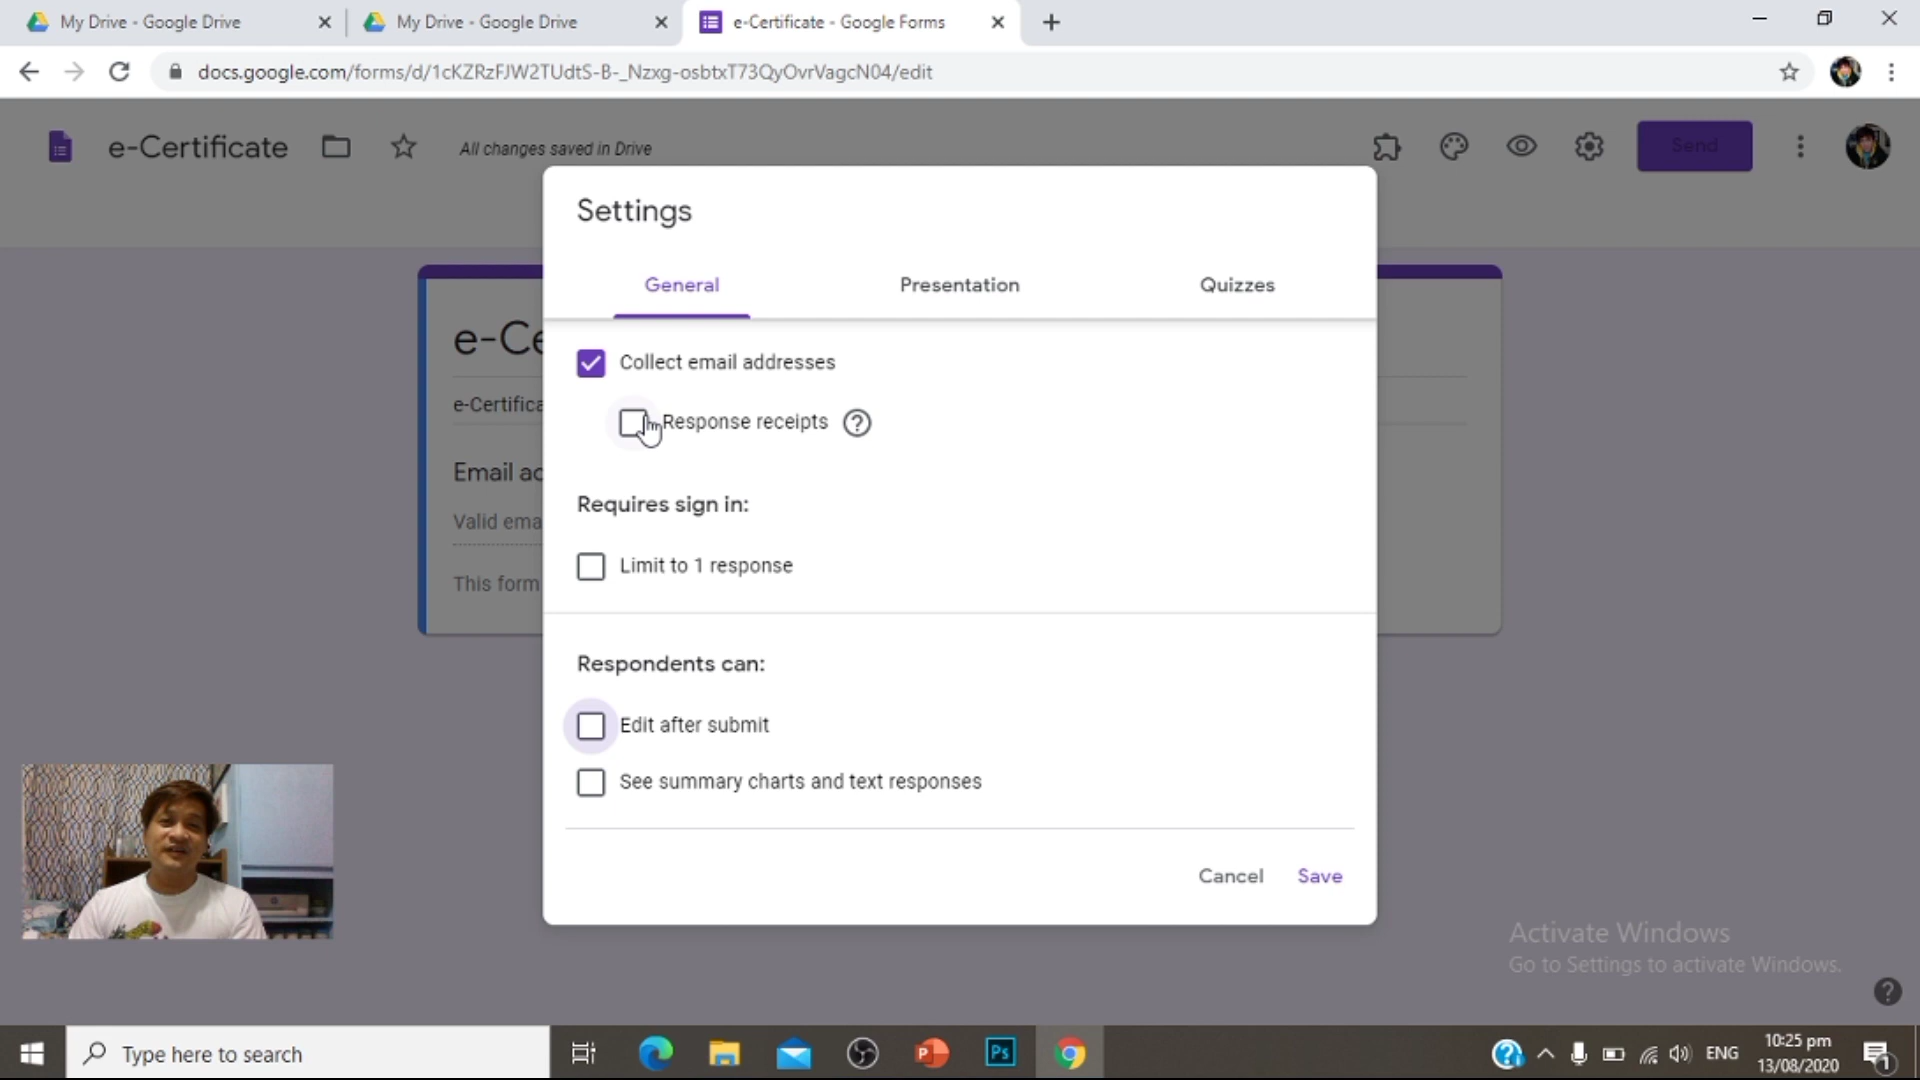 My Drive - Google Drive
My Drive - Google Drive
e-Certificate - Google Forms
docs.google.com/forms/d/1cKZRzFJW2TUdtS-B-_Nzxg-osbtxT73QyOvrVagcN04/edit
e-Certificate
All changes saved in Drive
Send
Settings
General
Presentation
Quizzes
e-Ce
Collect email addresses
e-Certifica
Response receipts
Email ad
Requires sign in:
Valid ema
Limit to 1 response
This form
Respondents can:
Edit after submit
See summary charts and text responses
Cancel
Save
Activate Windows
Go to Settings to activate Windows.
Type here to search
P
Ps
ENG
10:25 pm
13/08/2020
1